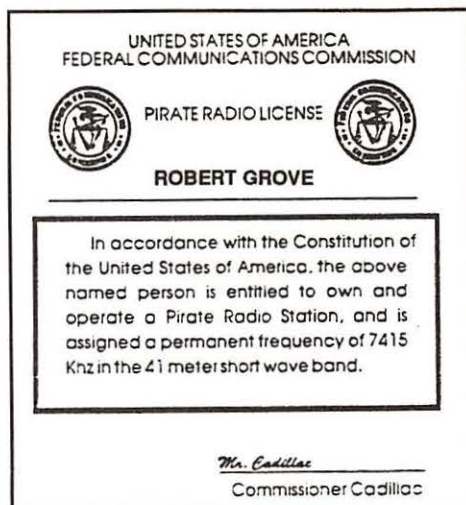 UNITED STATES OF AMERICA
FEDERAL COMMUNICATIONS COMMISSION
PIRATE RADIO LICENSE
ROBERT GROVE
In accordance with the Constitution of
the United States of America, the above
named person is entitled to own and
operate a Pirate Radio Station, and is
assigned a permanent frequency of 7415
Khz in the 41 meter short wave band.
Mr. Cadillac
Commissioner Cadillac